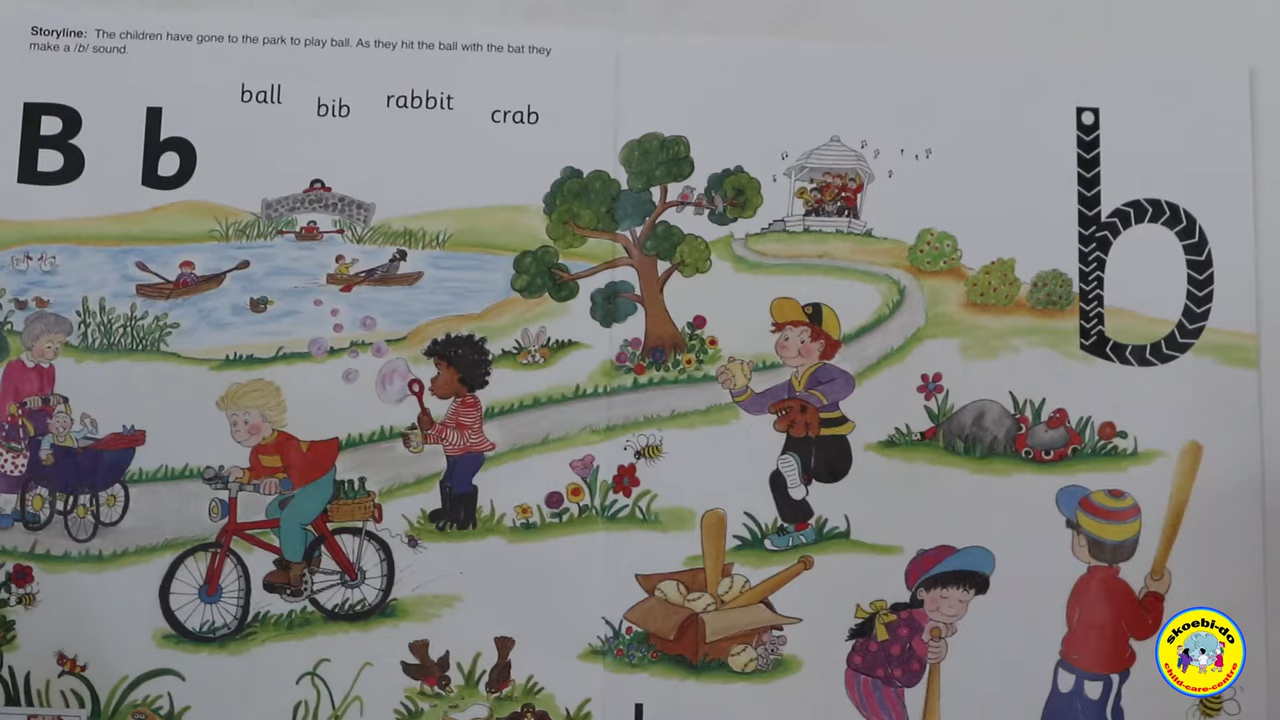 Storyline: The children have gone to the park to play ball. As they hit the ball with the bat they
make a /b/ sound.
B b
ball bib rabbit crab
b
skoebi-do
child-care-centre